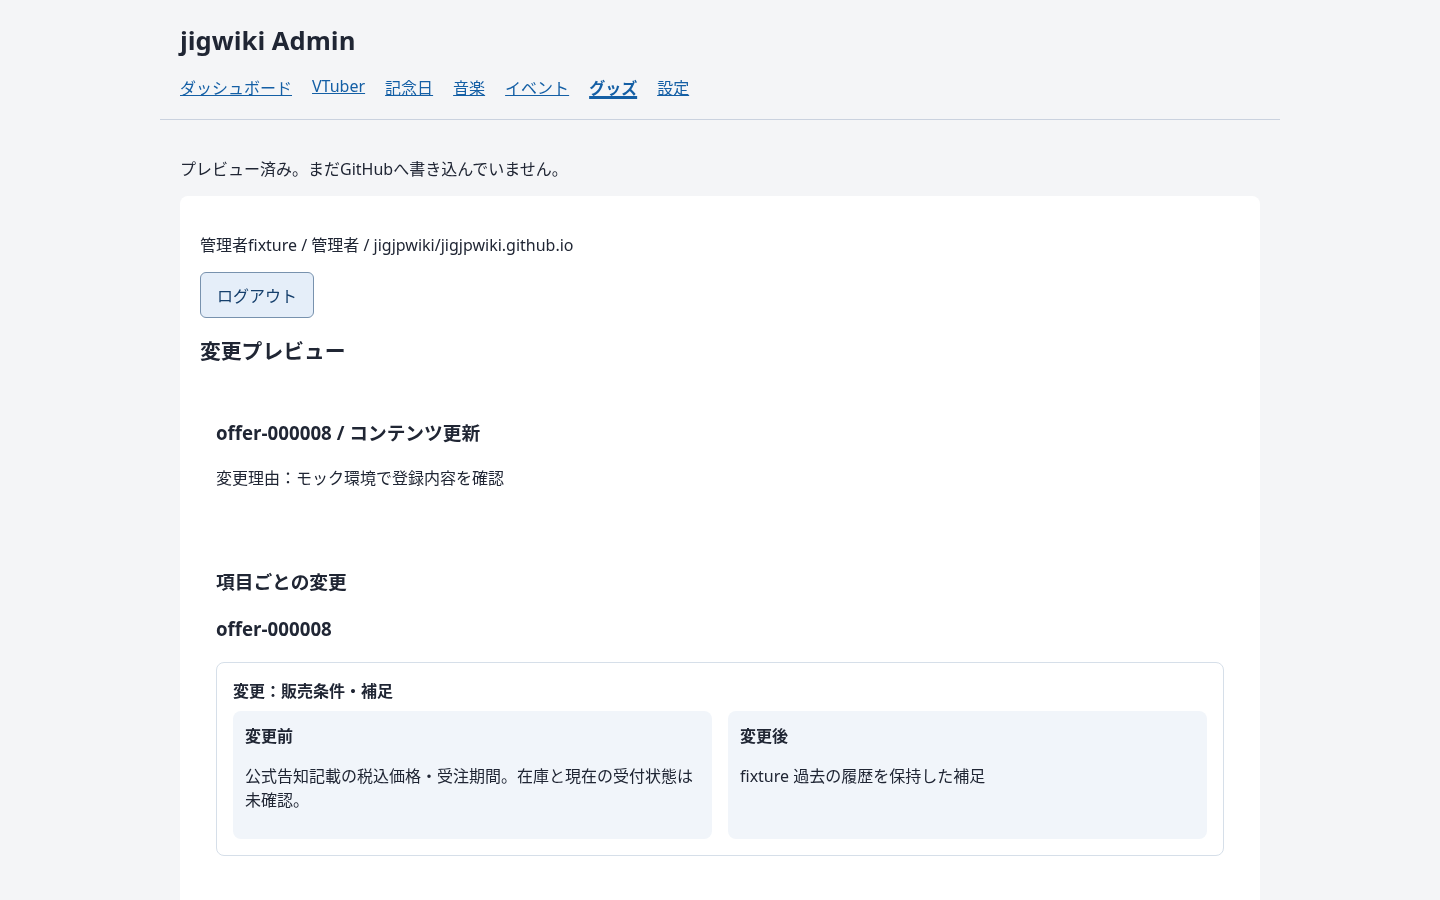 jigwiki Admin
ダッシュボード VTuber 記念日 音楽 イベント グッズ 設定
プレビュー済み。まだGitHubへ書き込んでいません。
管理者fixture / 管理者 / jigjpwiki/jigjpwiki.github.io
ログアウト
変更プレビュー
offer-000008 / コンテンツ更新
変更理由：モック環境で登録内容を確認
項目ごとの変更
offer-000008
変更：販売条件・補足
変更前
公式告知記載の税込価格・受注期間。在庫と現在の受付状態は
未確認。
変更後
fixture 過去の履歴を保持した補足